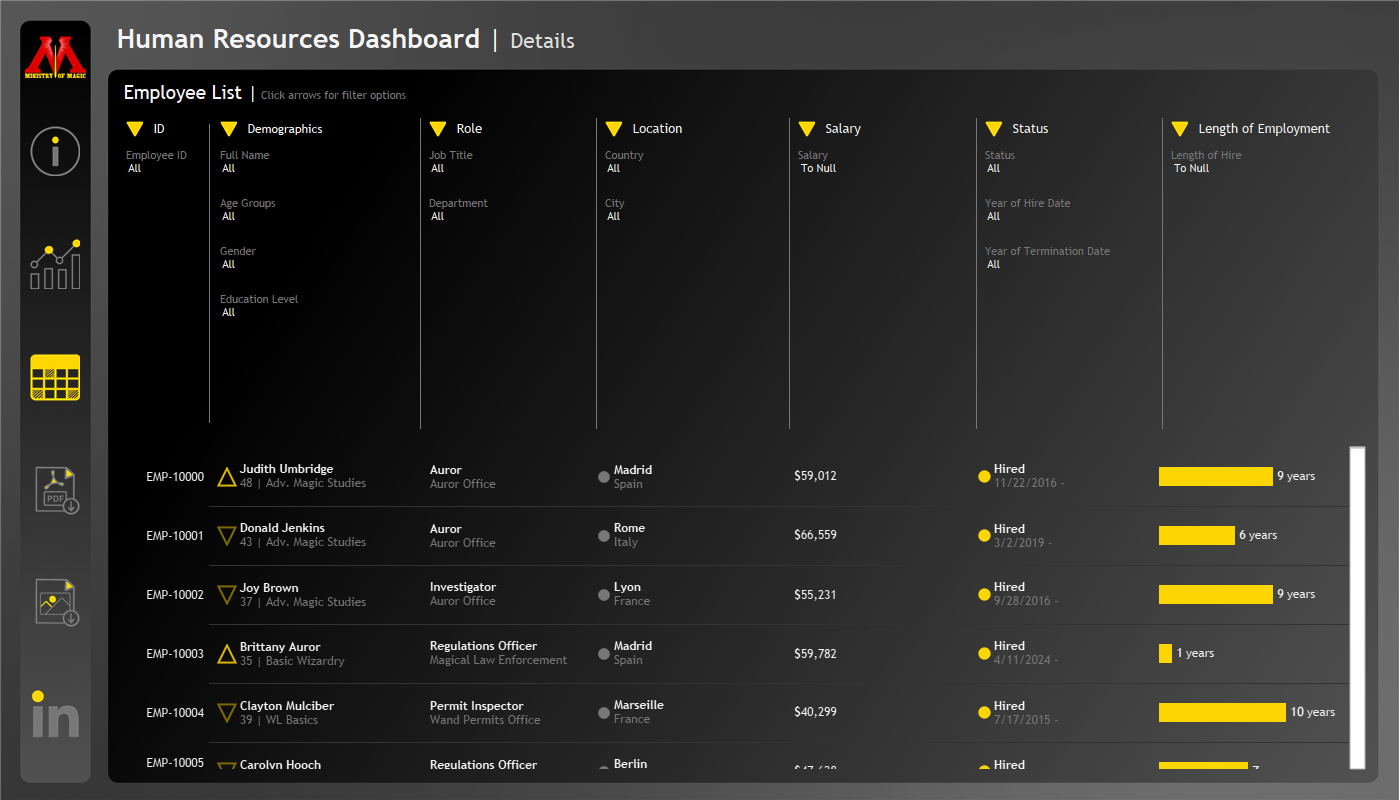 MINISTRY OF MAGIC
Human Resources Dashboard | Details
Employee List | Click arrows for filter options
ID Demographics Role Location Salary Status Length of Employment
Employee ID Full Name Job Title Country Salary Status Length of Hire
All All All All To Null All To Null
Age Groups Department City Year of Hire Date
All All All All
Gender Year of Termination Date
All All
Education Level
All
PDF
in
Judith Umbridge Auror Madrid Hired
EMP-10000 $59,012 9 years
48 | Adv. Magic Studies Auror Office Spain 11/22/2016 -
Donald Jenkins Auror Rome Hired
EMP-10001 $66,559 6 years
43 | Adv. Magic Studies Auror Office Italy 3/2/2019 -
Joy Brown Investigator Lyon Hired
EMP-10002 $55,231 9 years
37 | Adv. Magic Studies Auror Office France 9/28/2016 -
Brittany Auror Regulations Officer Madrid Hired
EMP-10003 $59,782 1 years
35 | Basic Wizardry Magical Law Enforcement Spain 4/11/2024 -
Clayton Mulciber Permit Inspector Marseille Hired
EMP-10004 $40,299 10 years
39 | WL Basics Wand Permits Office France 7/17/2015 -
EMP-10005 Carolyn Hooch Regulations Officer Berlin Hired